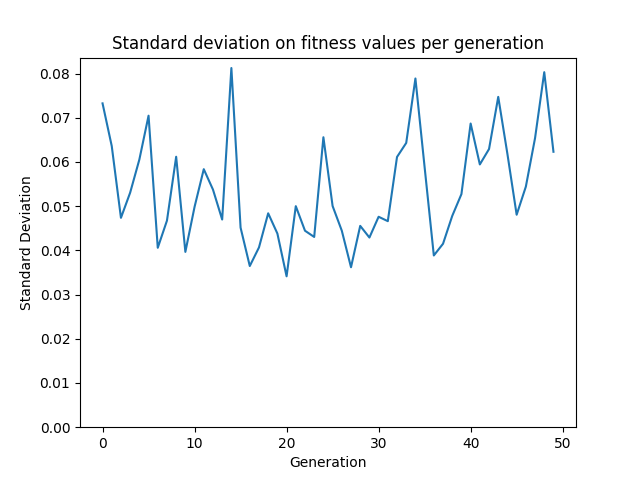 Standard deviation on fitness values per generation
0.08
0.07
0.06
0.05
0.04
0.03
0.02
0.01
0.00
Standard Deviation
0 10 20 30 40 50
Generation